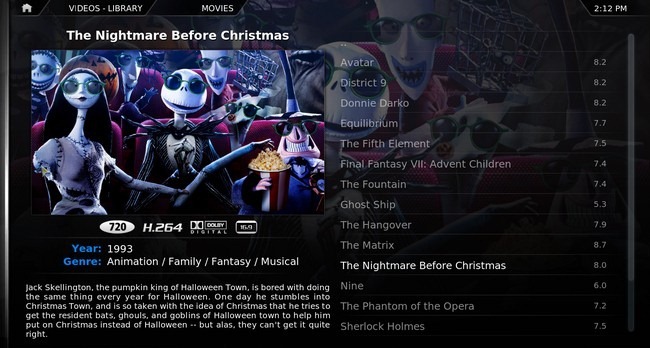 VIDEOS - LIBRARY MOVIES 2:12 PM
The Nightmare Before Christmas
720 H.264 DOLBY DIGITAL 16:9
Year: 1993
Genre: Animation / Family / Fantasy / Musical
Jack Skellington, the pumpkin king of Halloween Town, is bored with doing
the same thing every year for Halloween. One day he stumbles into
Christmas Town, and is so taken with the idea of Christmas that he tries to
get the resident bats, ghouls, and goblins of Halloween town to help him
put on Christmas instead of Halloween -- but alas, they can't get it quite
right.
..
Avatar 8.2
District 9 8.2
Donnie Darko 8.2
Equilibrium 7.7
The Fifth Element 7.5
Final Fantasy VII: Advent Children 7.4
The Fountain 7.4
Ghost Ship 5.3
The Hangover 7.9
The Matrix 8.7
The Nightmare Before Christmas 8.0
Nine 6.0
The Phantom of the Opera 7.2
Sherlock Holmes 7.5